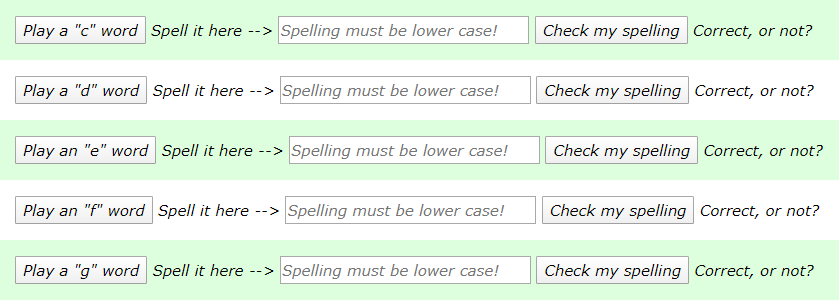 Play a "c" word Spell it here --> Spelling must be lower case! Check my spelling Correct, or not?
Play a "d" word Spell it here --> Spelling must be lower case! Check my spelling Correct, or not?
Play an "e" word Spell it here --> Spelling must be lower case! Check my spelling Correct, or not?
Play an "f" word Spell it here --> Spelling must be lower case! Check my spelling Correct, or not?
Play a "g" word Spell it here --> Spelling must be lower case! Check my spelling Correct, or not?